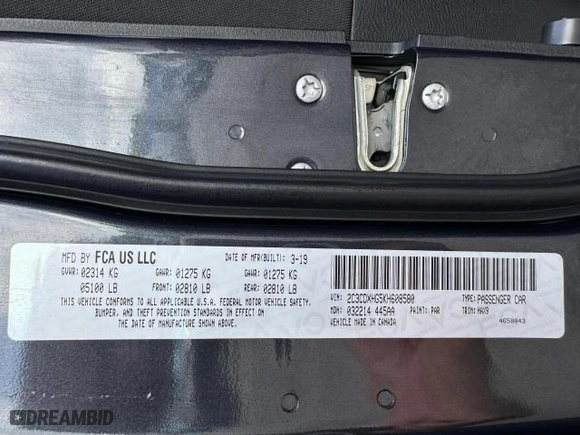 MFD BY FCA US LLC DATE OF MFR(BUILT): 3-19
GVWR: 02314 KG GAWR: 01275 KG GAWR: 01275 KG
05100 LB FRONT: 02810 LB REAR: 02810 LB
THIS VEHICLE CONFORMS TO ALL APPLICABLE U.S.A. FEDERAL MOTOR VEHICLE SAFETY,
BUMPER, AND THEFT PREVENTION STANDARDS IN EFFECT ON
THE DATE OF MANUFACTURE SHOWN ABOVE.
VIN: 2C3CDXHG5KH608580 TYPE: PASSENGER CAR
MDH: 032214 445AA PAINT: PAR TRIM: HAX9
VEHICLE MADE IN CANADA 4658843
DREAMBID